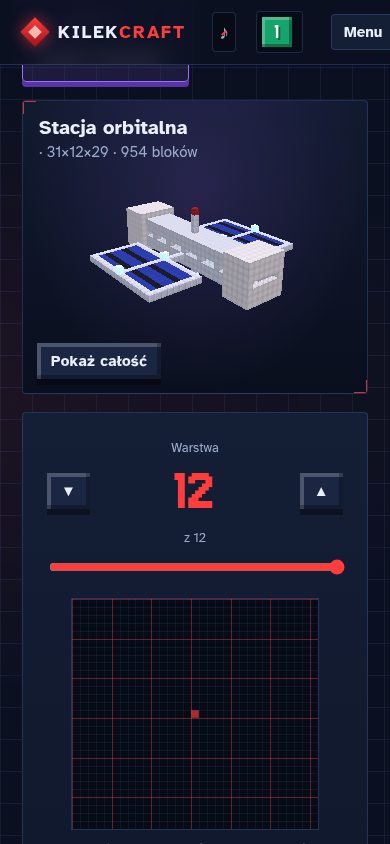 KILEKCRAFT
♪
1
Menu
Stacja orbitalna
· 31×12×29 · 954 bloków
Pokaż całość
Warstwa
▼
12
▲
z 12